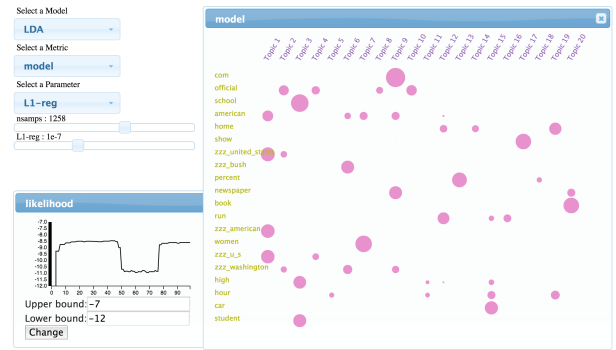 Select a Model
LDA
Select a Metric
model
Select a Parameter
L1-reg
nsamps : 1258
L1-reg : 1e-7
likelihood
-7.0
-7.5
-8.0
-8.5
-9.0
-9.5
-10.0
-10.5
-11.0
-11.5
-12.0
0 10 20 30 40 50 60 70 80 90
Upper bound: -7
Lower bound: -12
Change
model
Topic 1 Topic 2 Topic 3 Topic 4 Topic 5 Topic 6 Topic 7 Topic 8 Topic 9 Topic 10 Topic 11 Topic 12 Topic 13 Topic 14 Topic 15 Topic 16 Topic 17 Topic 18 Topic 19 Topic 20
com
official
school
american
home
show
zzz_bush
percent
newspaper
book
run
zzz_american
women
zzz_u_s
zzz_washington
high
hour
car
student